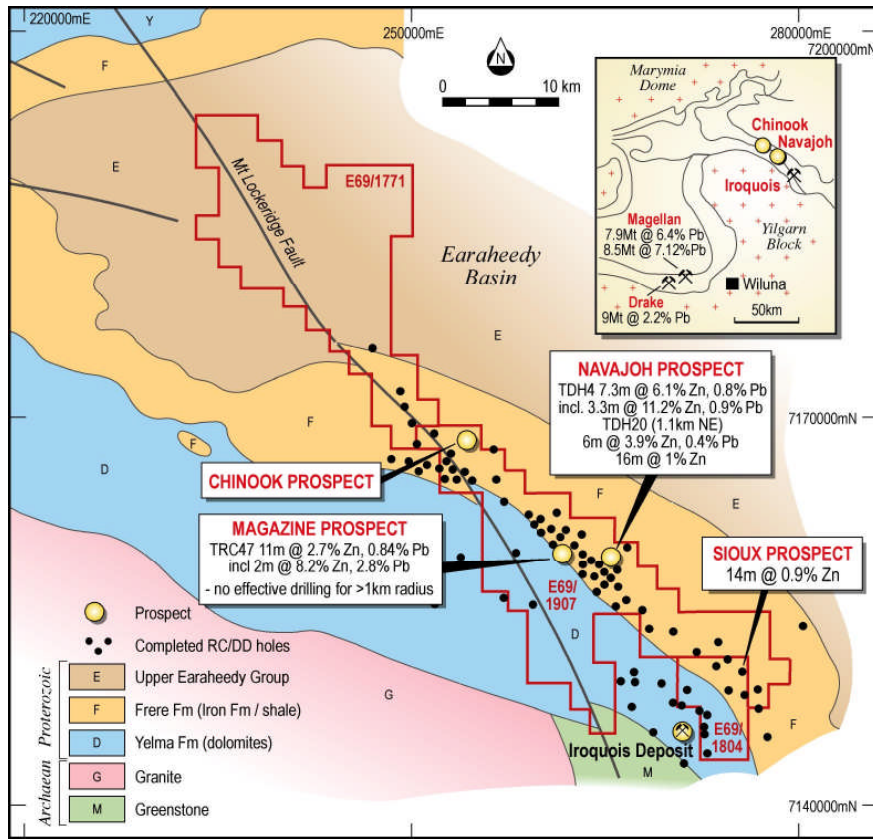 220000mE
250000mE
280000mE
7200000mN
Y
F
N
0 10 km
E
Mt Lockeridge Fault
E69/1771
Earaheedy
Basin
E
Marymia
Dome
Chinook
Navajoh
Iroquois
Magellan
7.9Mt @ 6.4% Pb
8.5Mt @ 7.12%Pb
Yilgarn
Block
Wiluna
Drake
9Mt @ 2.2% Pb
50km
NAVAJOH PROSPECT
TDH4 7.3m @ 6.1% Zn, 0.8% Pb
incl. 3.3m @ 11.2% Zn, 0.9% Pb
TDH20 (1.1km NE)
6m @ 3.9% Zn, 0.4% Pb
16m @ 1% Zn
7170000mN
F
F
D
F
E
CHINOOK PROSPECT
MAGAZINE PROSPECT
TRC47 11m @ 2.7% Zn, 0.84% Pb
incl 2m @ 8.2% Zn, 2.8% Pb
- no effective drilling for >1km radius
SIOUX PROSPECT
14m @ 0.9% Zn
E69/
1907
D
G
F
E69/
1804
Iroquois Deposit
M
7140000mN
Prospect
Completed RC/DD holes
Proterozoic
E Upper Earaheedy Group
F Frere Fm (Iron Fm / shale)
D Yelma Fm (dolomites)
Archaean
G Granite
M Greenstone